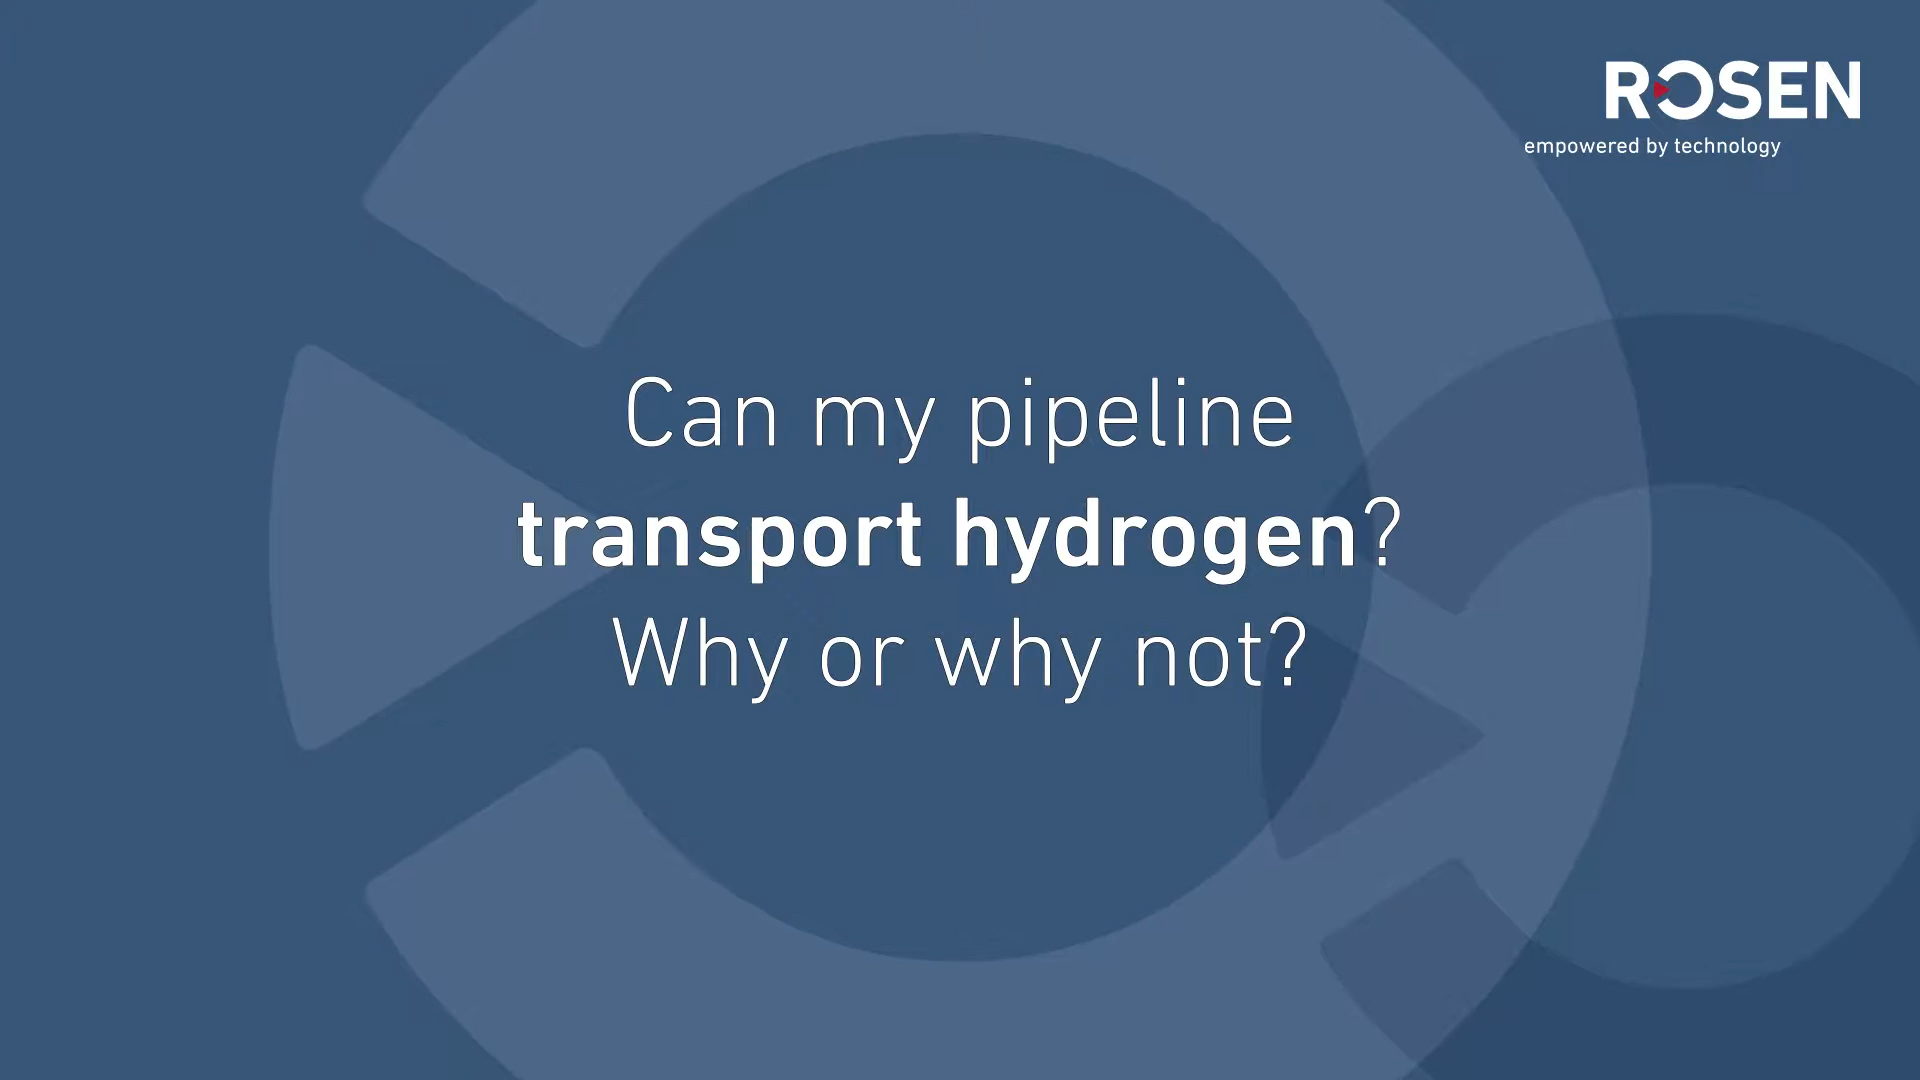 ROSEN
empowered by technology
Can my pipeline
transport hydrogen?
Why or why not?